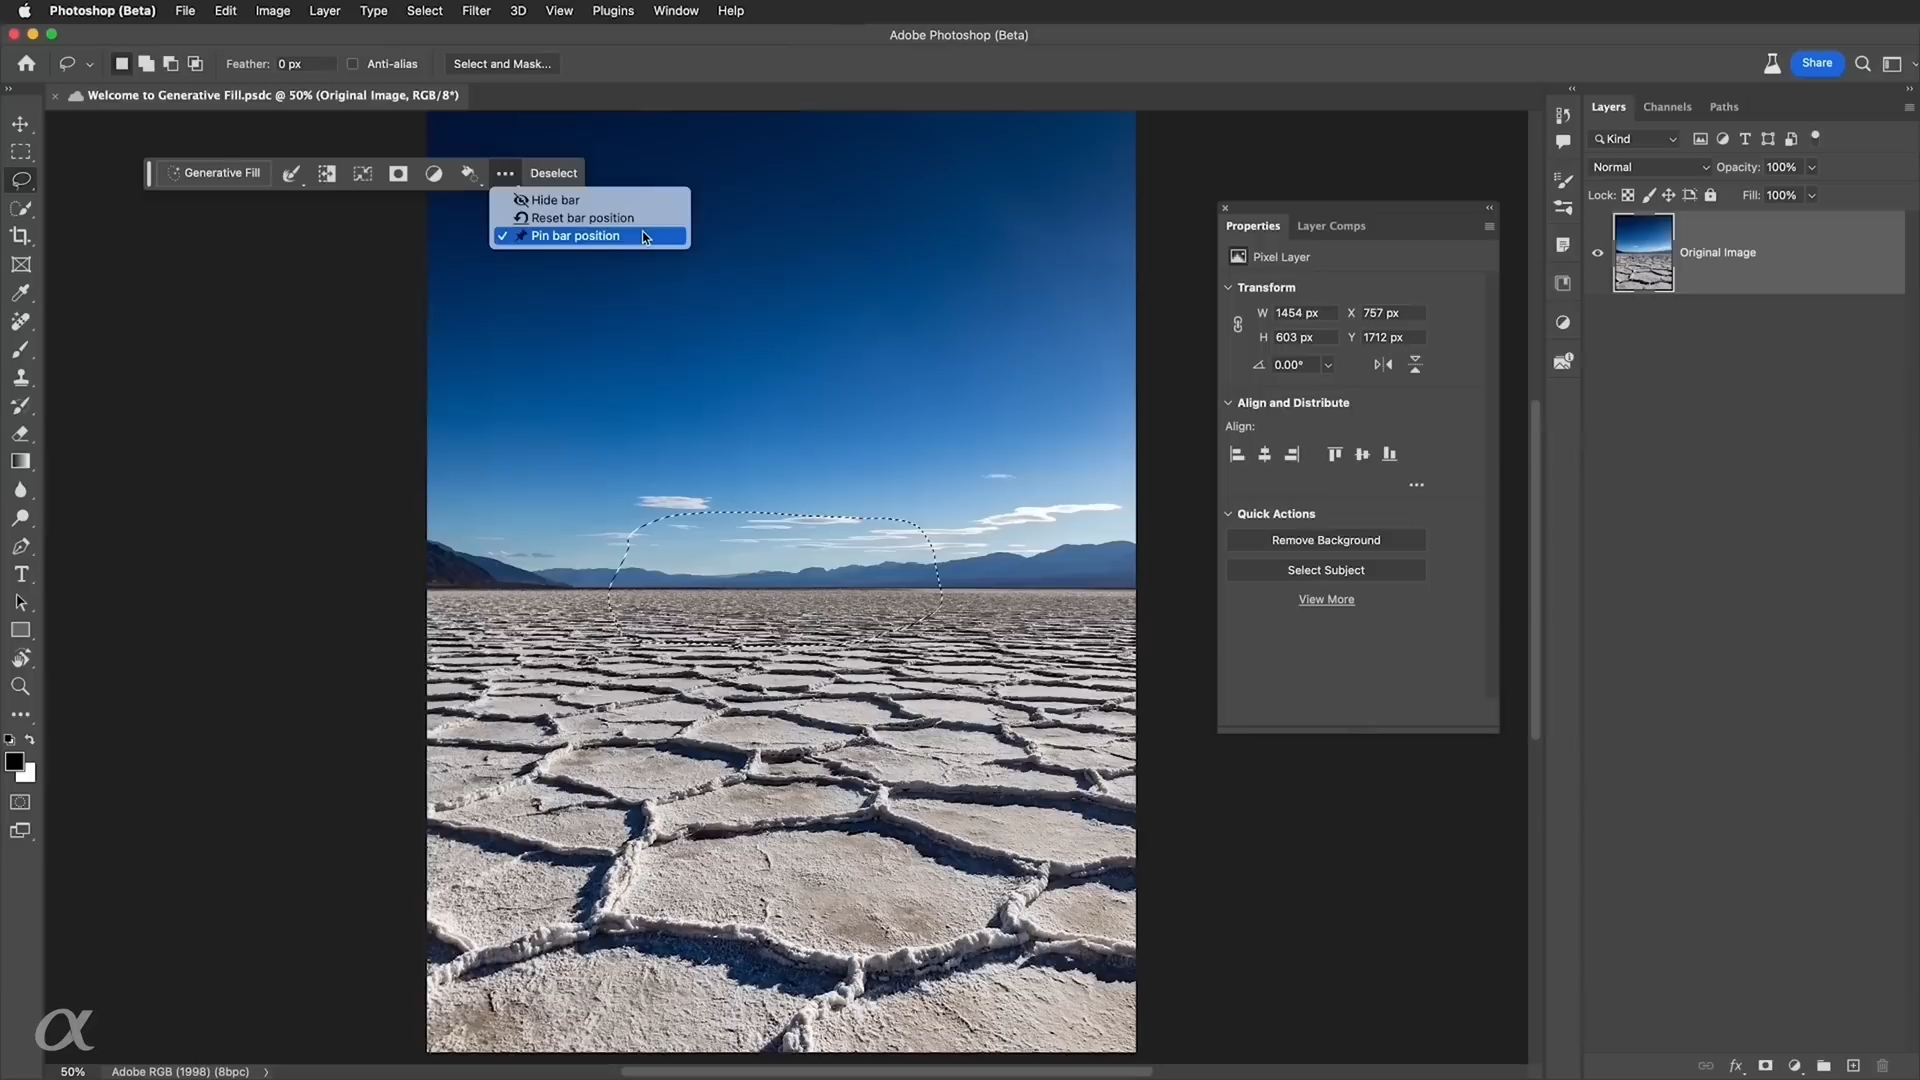 Photoshop (Beta) File Edit Image Layer Type Select Filter 3D View Plugins Window Help
Adobe Photoshop (Beta)
Feather: 0 px Anti-alias Select and Mask... Share
Welcome to Generative Fill.psdc @ 50% (Original Image, RGB/8*)
Generative Fill Deselect
Hide bar
Reset bar position
Pin bar position
Properties Layer Comps
Pixel Layer
Transform
W 1454 px X 757 px
H 603 px Y 1712 px
0.00°
Align and Distribute
Align:
Quick Actions
Remove Background
Select Subject
View More
Layers Channels Paths
Kind
Normal Opacity: 100%
Lock: Fill: 100%
Original Image
α
50% Adobe RGB (1998) (8bpc)